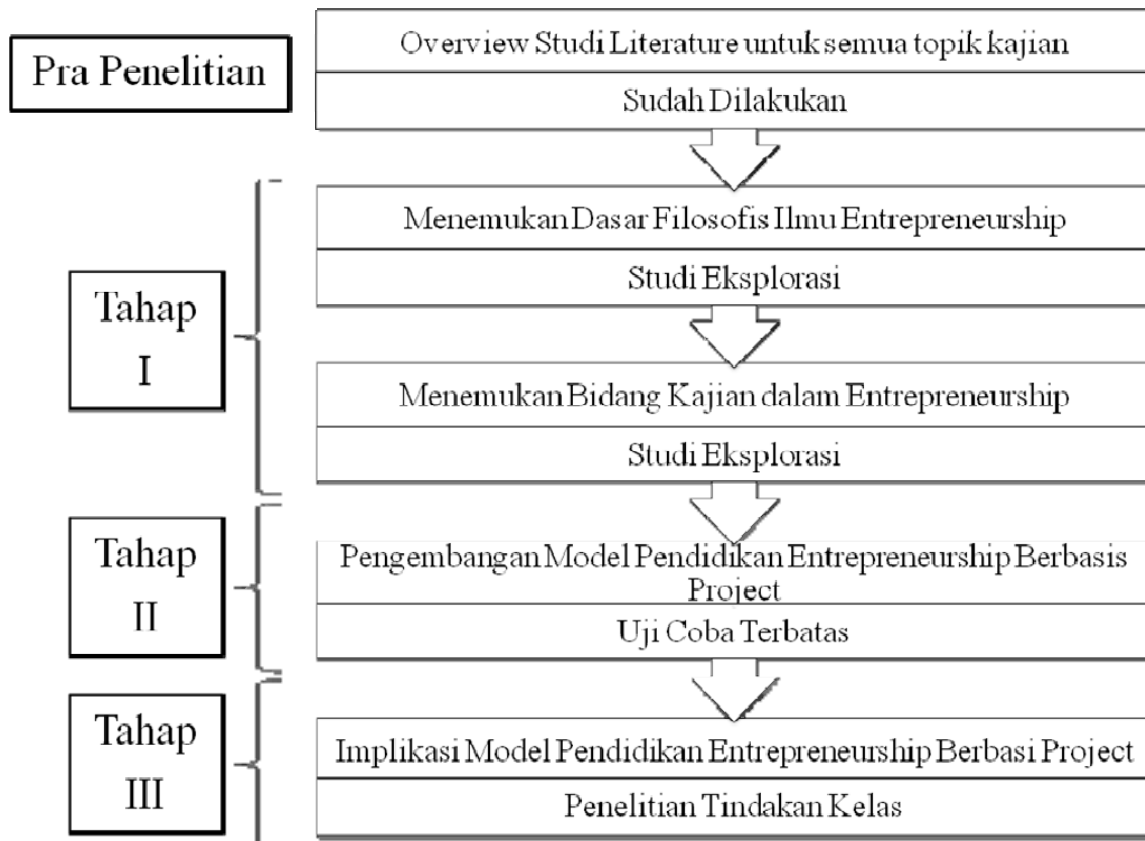 Pra Penelitian
Overview Studi Literature untuk semua topik kajian
Sudah Dilakukan
Tahap
I
Menemukan Dasar Filosofis Ilmu Entrepreneurship
Studi Eksplorasi
Menemukan Bidang Kajian dalam Entrepreneurship
Studi Eksplorasi
Tahap
II
Pengembangan Model Pendidikan Entrepreneurship Berbasis
Project
Uji Coba Terbatas
Tahap
III
Implikasi Model Pendidikan Entrepreneurship Berbasi Project
Penelitian Tindakan Kelas